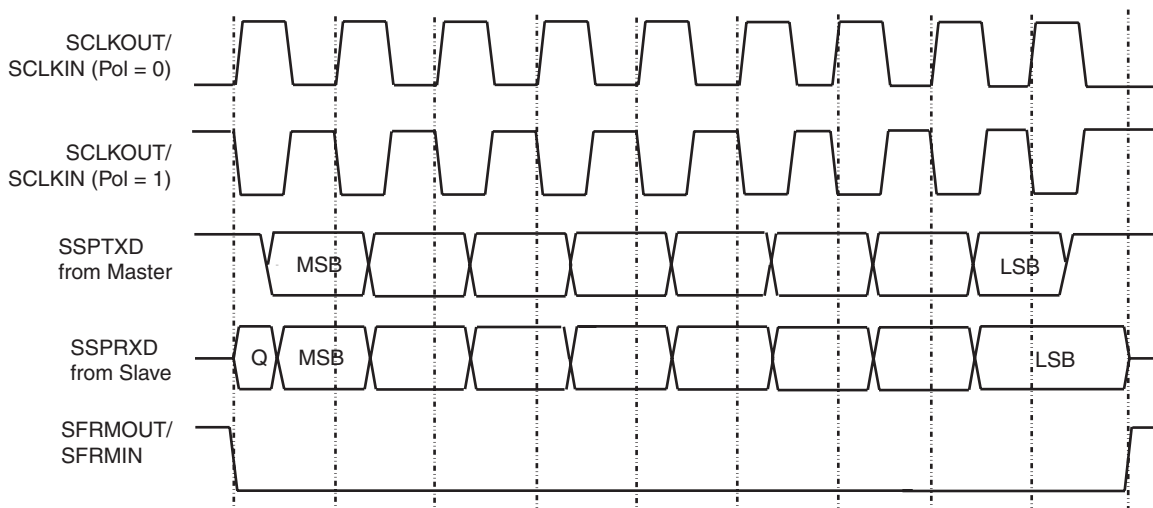 SCLKOUT/
SCLKIN (Pol = 0)
SCLKOUT/
SCLKIN (Pol = 1)
SSPTXD
from Master
MSB
LSB
SSPRXD
from Slave
Q
MSB
LSB
SFRMOUT/
SFRMIN